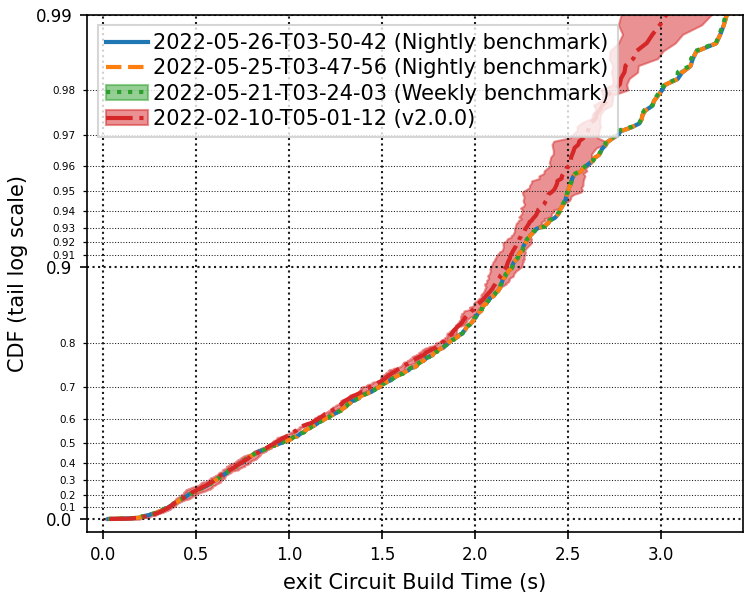 2022-05-26-T03-50-42 (Nightly benchmark)
2022-05-25-T03-47-56 (Nightly benchmark)
2022-05-21-T03-24-03 (Weekly benchmark)
2022-02-10-T05-01-12 (v2.0.0)
CDF (tail log scale)
0.99
0.98
0.97
0.96
0.95
0.94
0.93
0.92
0.91
0.9
0.8
0.7
0.6
0.5
0.4
0.3
0.2
0.1
0.0
0.0 0.5 1.0 1.5 2.0 2.5 3.0
exit Circuit Build Time (s)